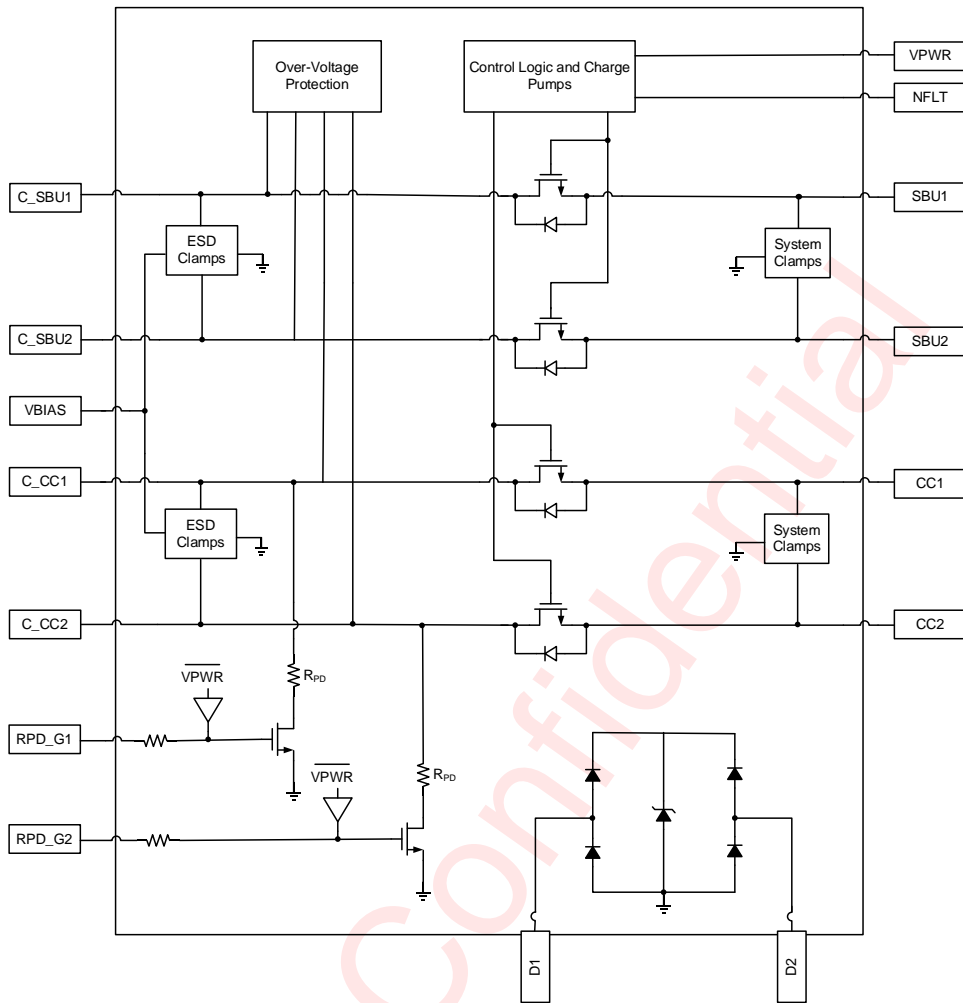 Over-Voltage
Protection
Control Logic and Charge
Pumps
VPWR
NFLT
C_SBU1
SBU1
ESD
Clamps
System
Clamps
C_SBU2
SBU2
VBIAS
C_CC1
CC1
ESD
Clamps
System
Clamps
C_CC2
CC2
VPWR
RPD
RPD_G1
VPWR
RPD
RPD_G2
D1
D2
Confidential